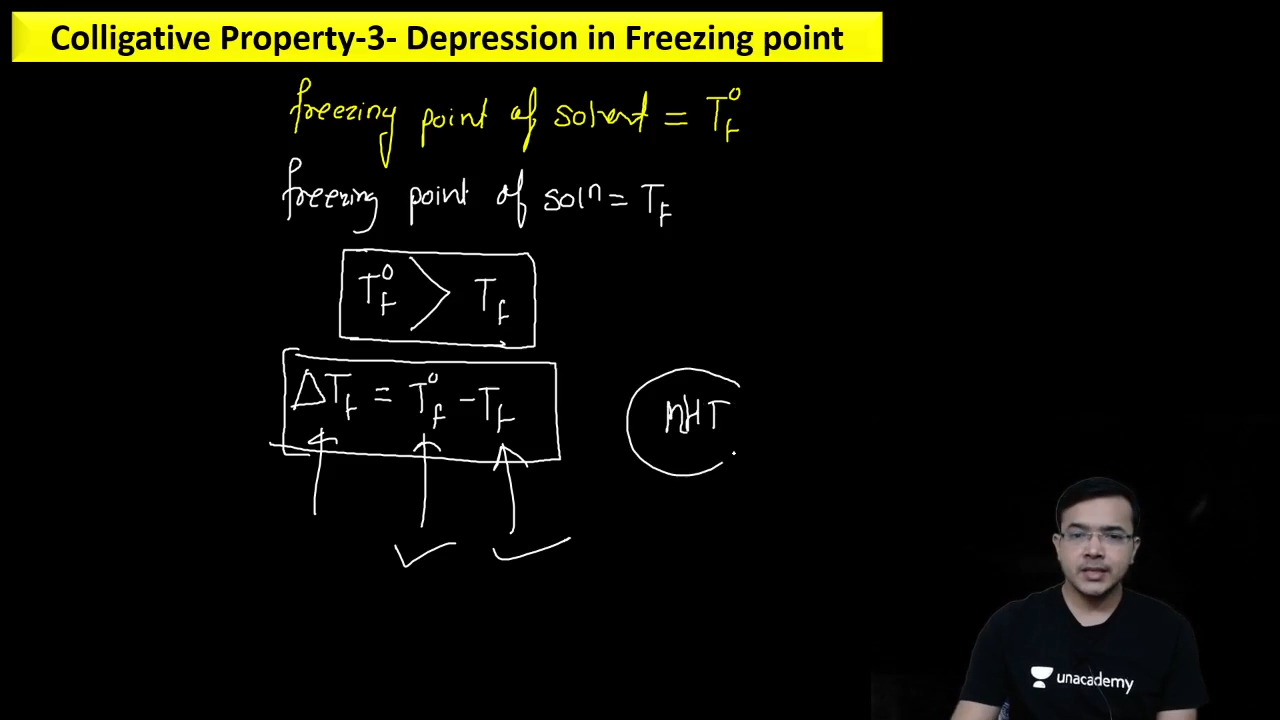 Colligative Property-3- Depression in Freezing point
freezing point of solvent = T°f
freezing point of solⁿ = Tf
T°f > Tf
ΔTf = T°f - Tf
unacademy